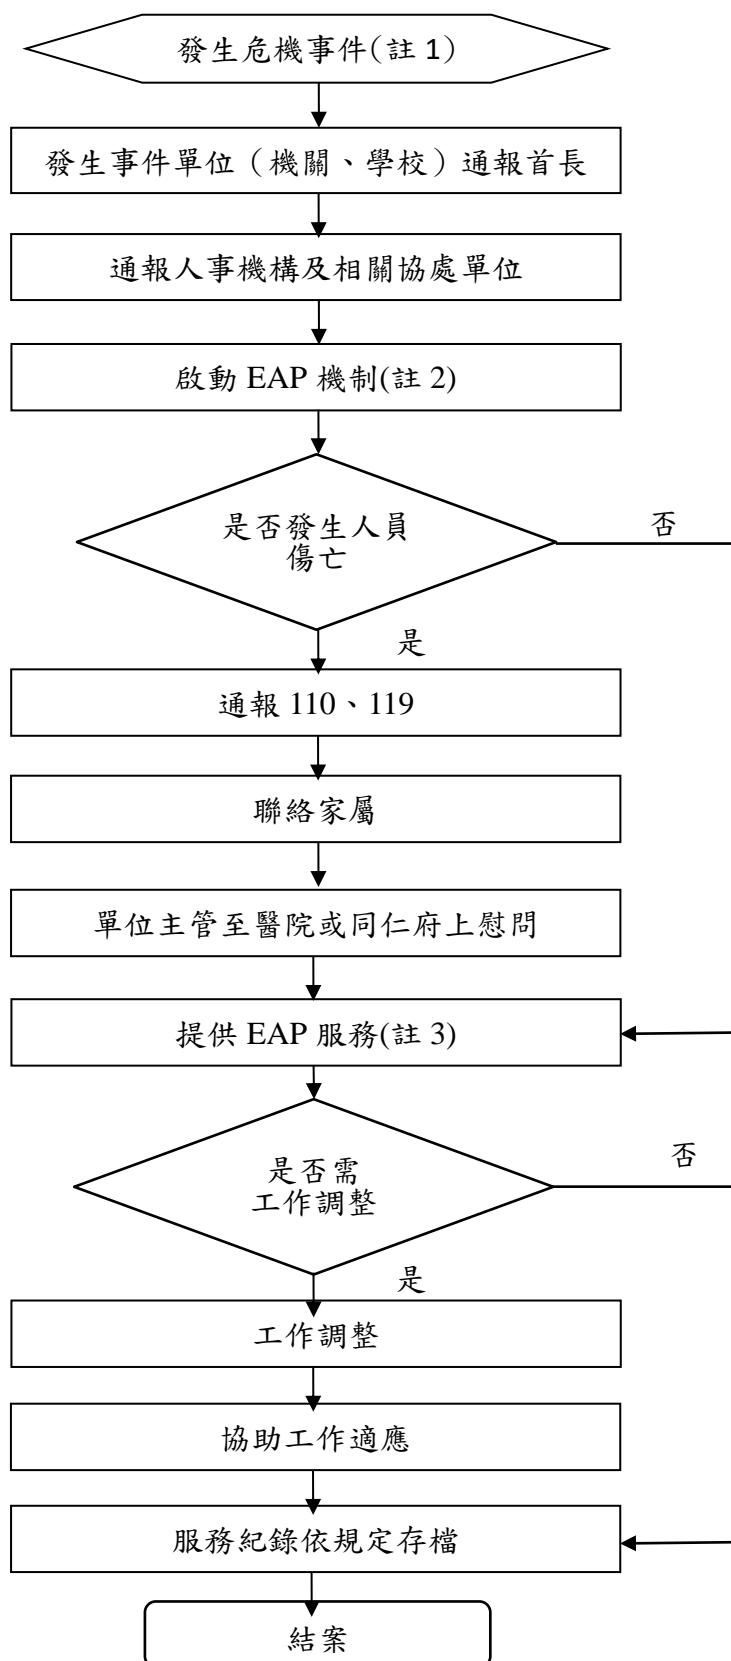 發生危機事件(註 1)
發生事件單位（機關、學校）通報首長
通報人事機構及相關協處單位
啟動 EAP 機制(註 2)
是否發生人員
傷亡
否
是
通報 110、119
聯絡家屬
單位主管至醫院或同仁府上慰問
提供 EAP 服務(註 3)
是否需
工作調整
否
是
工作調整
協助工作適應
服務紀錄依規定存檔
結案